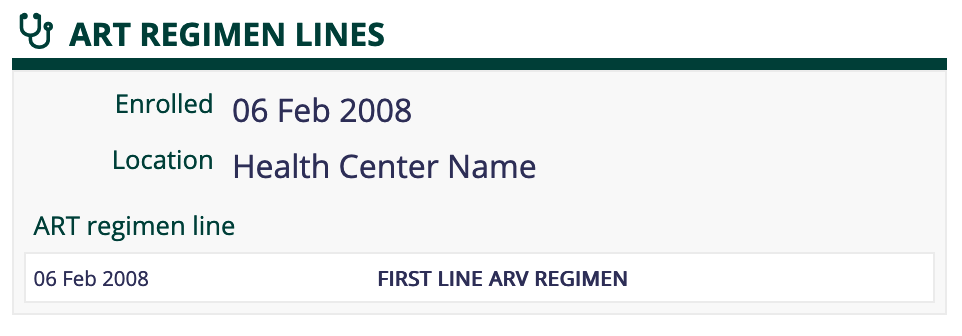 ART REGIMEN LINES
Enrolled 06 Feb 2008
Location Health Center Name
ART regimen line
06 Feb 2008 FIRST LINE ARV REGIMEN